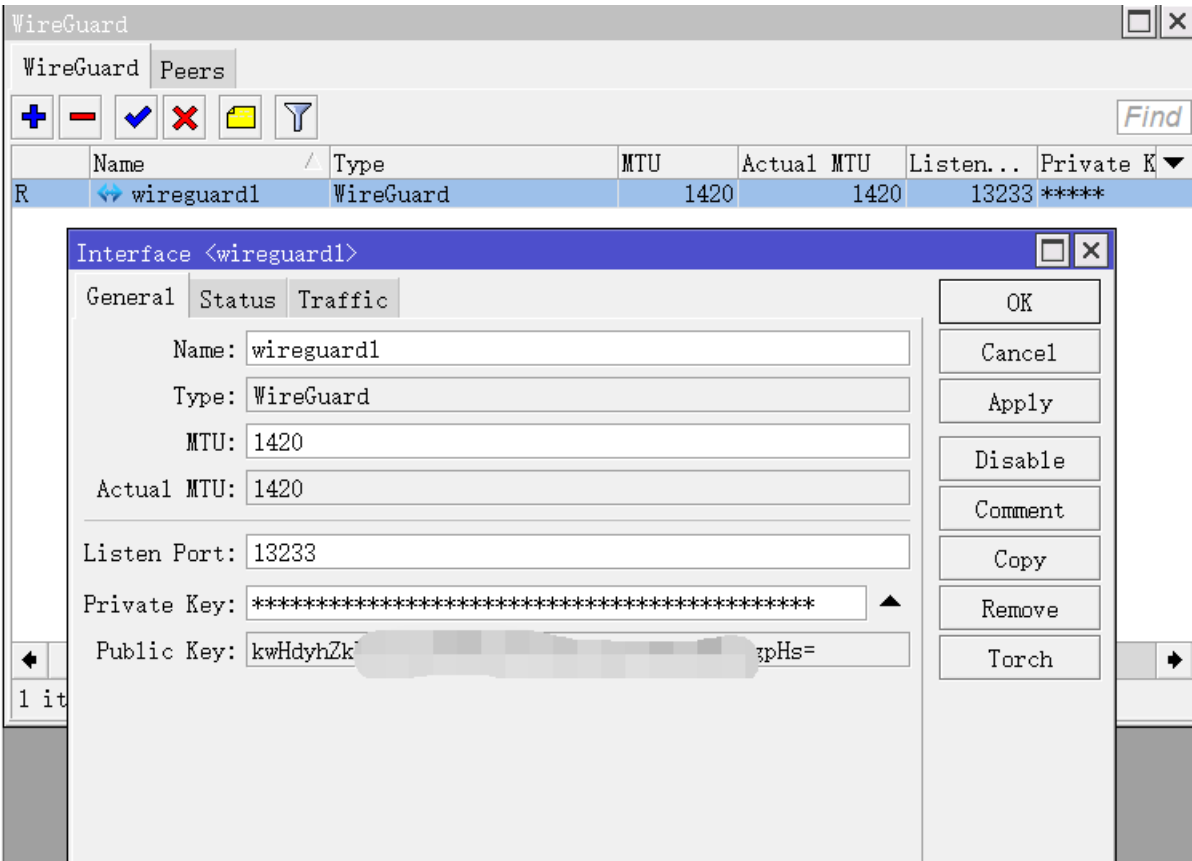 WireGuard
WireGuard Peers
Find
Name Type MTU Actual MTU Listen... Private K
R wireguard1 WireGuard 1420 1420 13233 *****
Interface <wireguard1>
General Status Traffic
OK
Name: wireguard1
Cancel
Type: WireGuard
Apply
MTU: 1420
Disable
Actual MTU: 1420
Comment
Listen Port: 13233
Copy
Private Key: ********************************************
Remove
Public Key: kwHdyhZk gpHs=
Torch
1 it